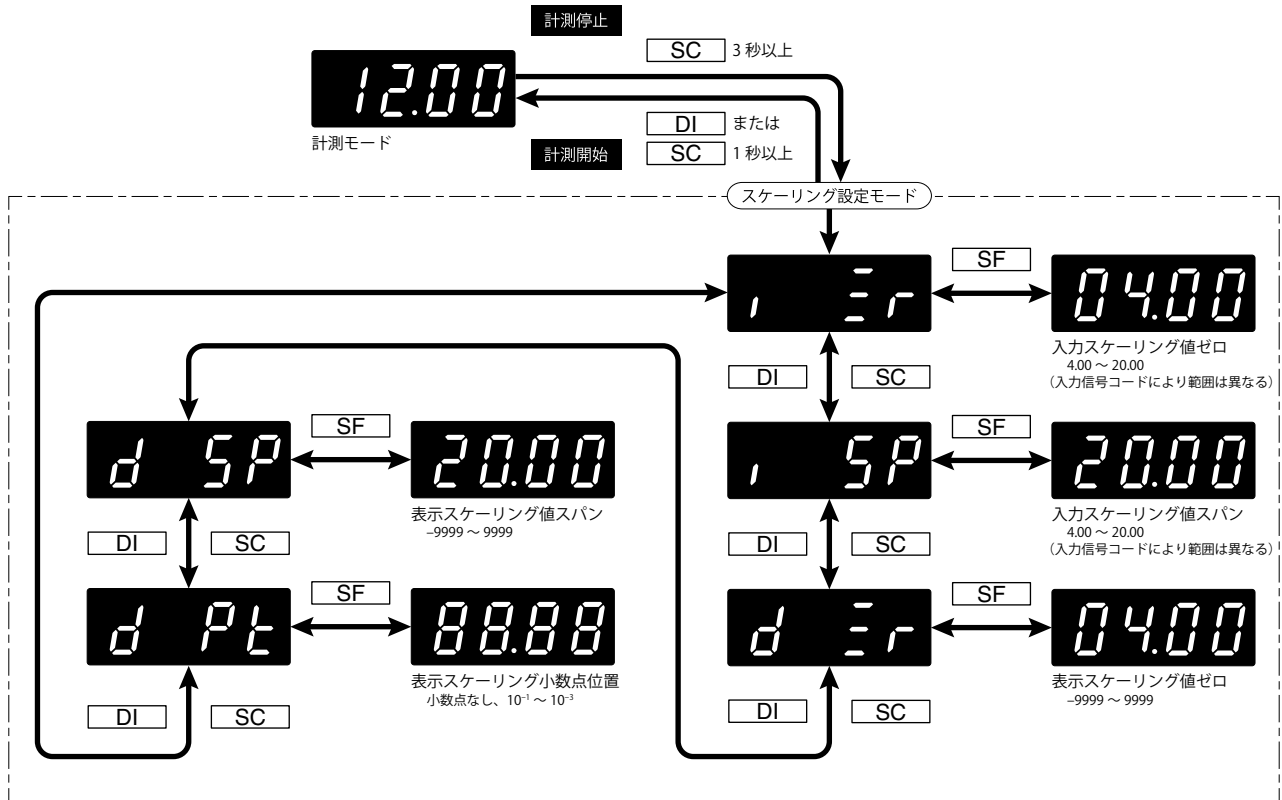 計測停止
SC 3 秒以上
12.00
計測モード
DI または
計測開始 SC 1 秒以上
スケーリング設定モード
SF
04.00
入力スケーリング値ゼロ
4.00 ～ 20.00
(入力信号コードにより範囲は異なる)
DI SC
i SP
SF
20.00
入力スケーリング値スパン
4.00 ～ 20.00
(入力信号コードにより範囲は異なる)
DI SC
SF
04.00
表示スケーリング値ゼロ
–9999 ～ 9999
DI SC
d SP
SF
20.00
表示スケーリング値スパン
–9999 ～ 9999
DI SC
d Pt
SF
88.88
表示スケーリング小数点位置
小数点なし、10⁻¹ ～ 10⁻³
DI SC